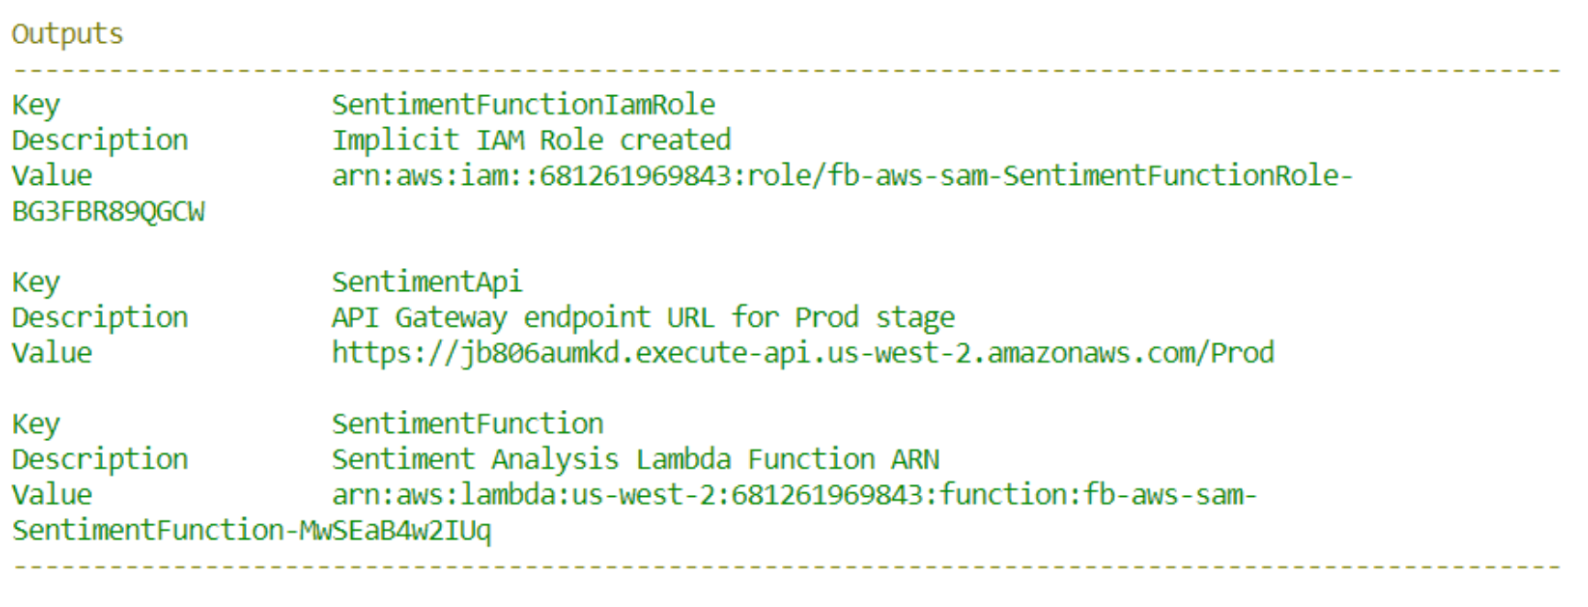 Outputs
-------------------------------------------------------------------------------------------------
Key                 SentimentFunctionIamRole
Description         Implicit IAM Role created
Value               arn:aws:iam::681261969843:role/fb-aws-sam-SentimentFunctionRole-
BG3FBR89QGCW

Key                 SentimentApi
Description         API Gateway endpoint URL for Prod stage
Value               https://jb806aumkd.execute-api.us-west-2.amazonaws.com/Prod

Key                 SentimentFunction
Description         Sentiment Analysis Lambda Function ARN
Value               arn:aws:lambda:us-west-2:681261969843:function:fb-aws-sam-
SentimentFunction-MwSEaB4w2IUq
-------------------------------------------------------------------------------------------------